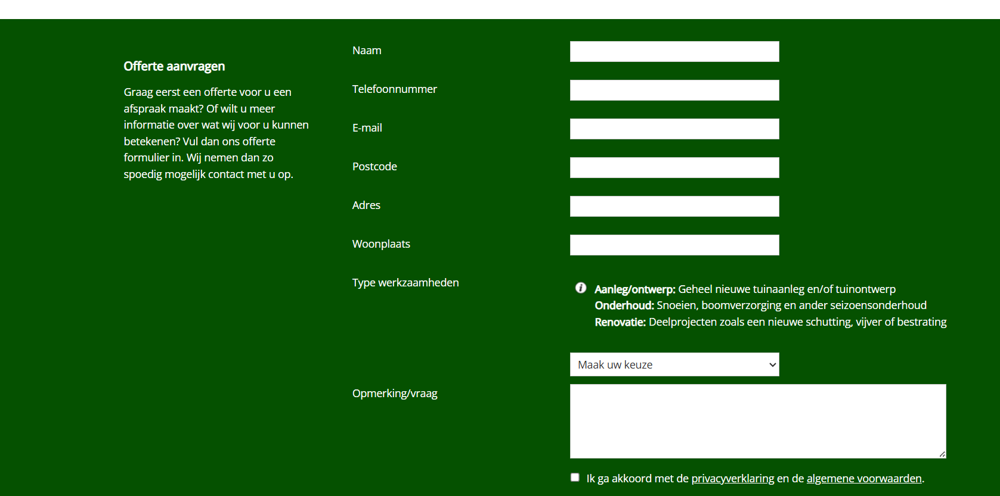 Offerte aanvragen
Graag eerst een offerte voor u een
afspraak maakt? Of wilt u meer
informatie over wat wij voor u kunnen
betekenen? Vul dan ons offerte
formulier in. Wij nemen dan zo
spoedig mogelijk contact met u op.
Naam
Telefoonnummer
E-mail
Postcode
Adres
Woonplaats
Type werkzaamheden
Aanleg/ontwerp: Geheel nieuwe tuinaanleg en/of tuinontwerp
Onderhoud: Snoeien, boomverzorging en ander seizoensonderhoud
Renovatie: Deelprojecten zoals een nieuwe schutting, vijver of bestrating
Maak uw keuze
Opmerking/vraag
Ik ga akkoord met de privacyverklaring en de algemene voorwaarden.